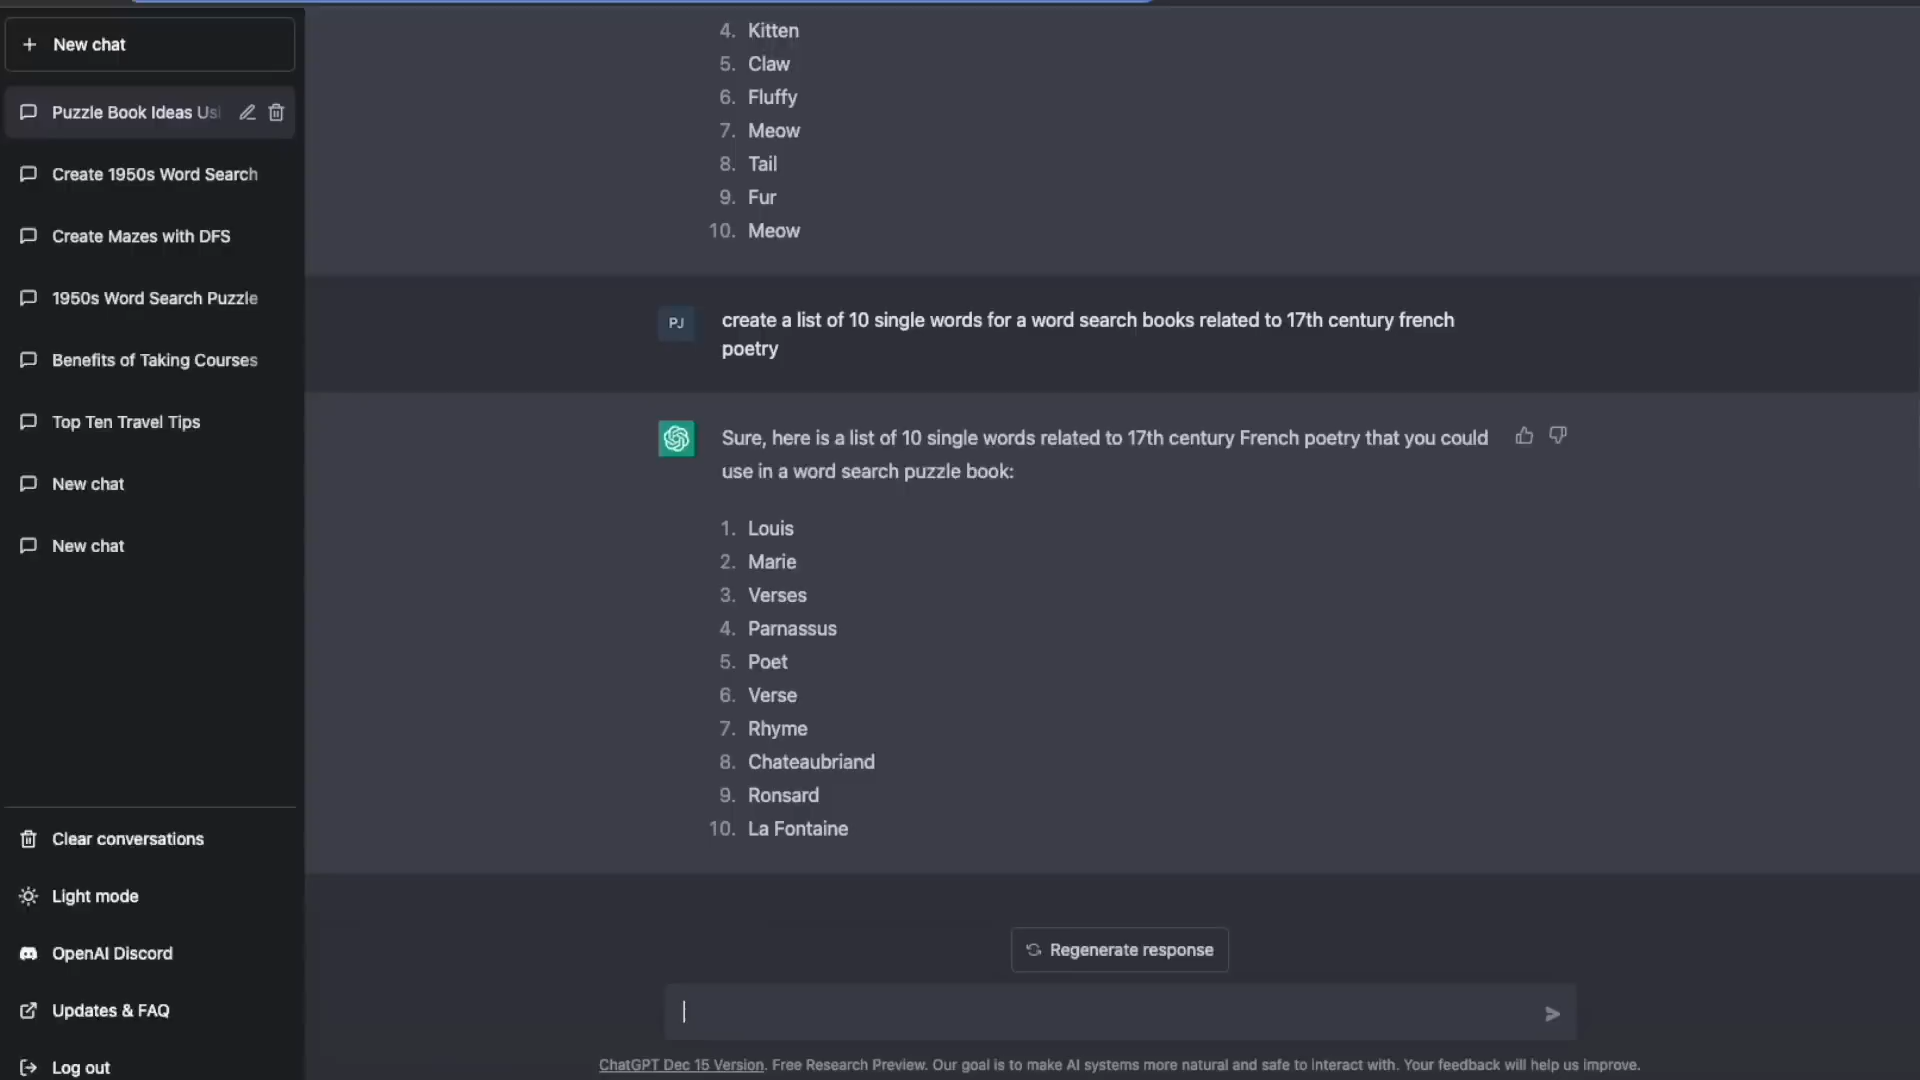 New chat
Puzzle Book Ideas Usi
Create 1950s Word Search
Create Mazes with DFS
1950s Word Search Puzzle
Benefits of Taking Courses
Top Ten Travel Tips
New chat
New chat
Clear conversations
Light mode
OpenAI Discord
Updates & FAQ
Log out
4. Kitten
5. Claw
6. Fluffy
7. Meow
8. Tail
9. Fur
10. Meow
PJ
create a list of 10 single words for a word search books related to 17th century french
poetry
Sure, here is a list of 10 single words related to 17th century French poetry that you could
use in a word search puzzle book:
1. Louis
2. Marie
3. Verses
4. Parnassus
5. Poet
6. Verse
7. Rhyme
8. Chateaubriand
9. Ronsard
10. La Fontaine
Regenerate response
ChatGPT Dec 15 Version. Free Research Preview. Our goal is to make AI systems more natural and safe to interact with. Your feedback will help us improve.